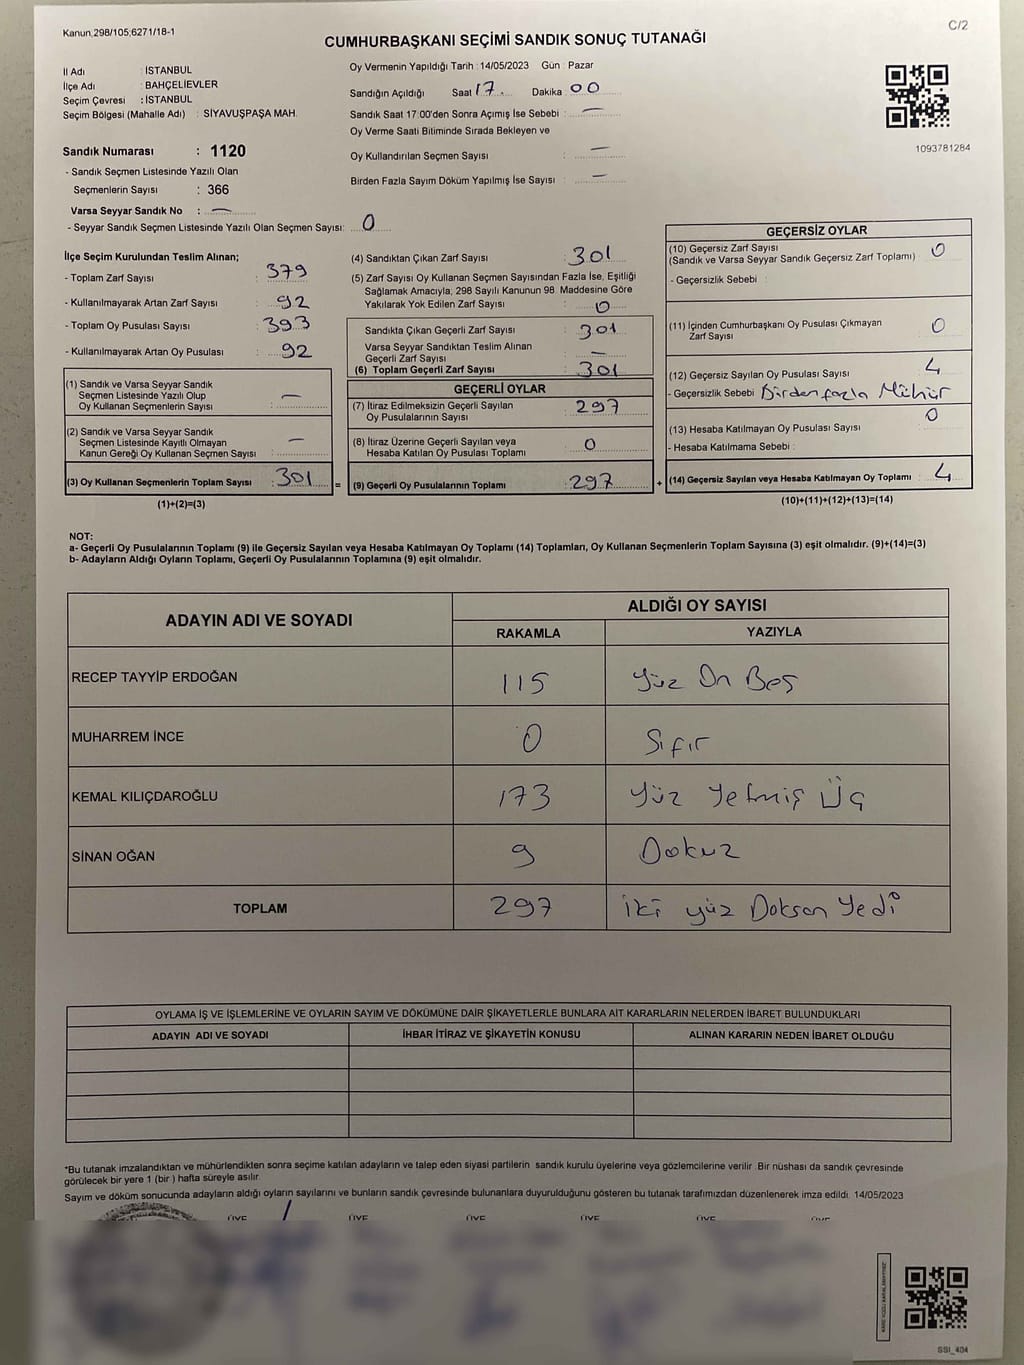 Kanun;298/105;6271/18-1
C/2
CUMHURBAŞKANI SEÇİMİ SANDIK SONUÇ TUTANAĞI
İl Adı : İSTANBUL
İlçe Adı : BAHÇELİEVLER
Seçim Çevresi : İSTANBUL
Seçim Bölgesi (Mahalle Adı) : SİYAVUŞPAŞA MAH.
Oy Vermenin Yapıldığı Tarih : 14/05/2023 Gün : Pazar
Sandığın Açıldığı Saat 17 Dakika 00
Sandık Saat 17:00'den Sonra Açımış İse Sebebi : —
Oy Verme Saati Bitiminde Sırada Bekleyen ve
Oy Kullandırılan Seçmen Sayısı : —
Birden Fazla Sayım Döküm Yapılmış İse Sayısı : —
1093781284
Sandık Numarası : 1120
- Sandık Seçmen Listesinde Yazılı Olan
Seçmenlerin Sayısı : 366
Varsa Seyyar Sandık No : —
- Seyyar Sandık Seçmen Listesinde Yazılı Olan Seçmen Sayısı: 0
İlçe Seçim Kurulundan Teslim Alınan;
- Toplam Zarf Sayısı : 379
- Kullanılmayarak Artan Zarf Sayısı : 92
- Toplam Oy Pusulası Sayısı : 393
- Kullanılmayarak Artan Oy Pusulası : 92
(1) Sandık ve Varsa Seyyar Sandık
Seçmen Listesinde Yazılı Olup
Oy Kullanan Seçmenlerin Sayısı : —
(2) Sandık ve Varsa Seyyar Sandık
Seçmen Listesinde Kayıtlı Olmayan
Kanun Gereği Oy Kullanan Seçmen Sayısı : —
(3) Oy Kullanan Seçmenlerin Toplam Sayısı : 301
(1)+(2)=(3)
(4) Sandıktan Çıkan Zarf Sayısı : 301
(5) Zarf Sayısı Oy Kullanan Seçmen Sayısından Fazla İse, Eşitliği
Sağlamak Amacıyla, 298 Sayılı Kanunun 98. Maddesine Göre
Yakılarak Yok Edilen Zarf Sayısı : 0
Sandıkta Çıkan Geçerli Zarf Sayısı : 301
Varsa Seyyar Sandıktan Teslim Alınan
Geçerli Zarf Sayısı : —
(6) Toplam Geçerli Zarf Sayısı : 301
GEÇERLİ OYLAR
(7) İtiraz Edilmeksizin Geçerli Sayılan
Oy Pusulalarının Sayısı : 297
(8) İtiraz Üzerine Geçerli Sayılan veya
Hesaba Katılan Oy Pusulası Toplamı : 0
=
(9) Geçerli Oy Pusulalarının Toplamı : 297
GEÇERSİZ OYLAR
(10) Geçersiz Zarf Sayısı
(Sandık ve Varsa Seyyar Sandık Geçersiz Zarf Toplamı) : 0
- Geçersizlik Sebebi :
(11) İçinden Cumhurbaşkanı Oy Pusulası Çıkmayan
Zarf Sayısı : 0
(12) Geçersiz Sayılan Oy Pusulası Sayısı : 4
- Geçersizlik Sebebi Birden fazla Mühür
(13) Hesaba Katılmayan Oy Pusulası Sayısı : 0
- Hesaba Katılmama Sebebi :
+
(14) Geçersiz Sayılan veya Hesaba Katılmayan Oy Toplamı : 4
(10)+(11)+(12)+(13)=(14)
NOT:
a- Geçerli Oy Pusulalarının Toplamı (9) ile Geçersiz Sayılan veya Hesaba Katılmayan Oy Toplamı (14) Toplamları, Oy Kullanan Seçmenlerin Toplam Sayısına (3) eşit olmalıdır. (9)+(14)=(3)
b- Adayların Aldığı Oyların Toplamı, Geçerli Oy Pusulalarının Toplamına (9) eşit olmalıdır.
ADAYIN ADI VE SOYADI ALDIĞI OY SAYISI
RAKAMLA YAZIYLA
RECEP TAYYİP ERDOĞAN 115 Yüz On Beş
MUHARREM İNCE 0 Sıfır
KEMAL KILIÇDAROĞLU 173 Yüz Yetmiş Üç
SİNAN OĞAN 9 Dokuz
TOPLAM 297 İki yüz Doksan Yedi
OYLAMA İŞ VE İŞLEMLERİNE VE OYLARIN SAYIM VE DÖKÜMÜNE DAİR ŞİKAYETLERLE BUNLARA AİT KARARLARIN NELERDEN İBARET BULUNDUKLARI
ADAYIN ADI VE SOYADI İHBAR İTİRAZ VE ŞİKAYETİN KONUSU ALINAN KARARIN NEDEN İBARET OLDUĞU
*Bu tutanak imzalandıktan ve mühürlendikten sonra seçime katılan adayların ve talep eden siyasi partilerin sandık kurulu üyelerine veya gözlemcilerine verilir. Bir nüshası da sandık çevresinde
görülecek bir yere 1 (bir ) hafta süreyle asılır.
Sayım ve döküm sonucunda adayların aldığı oyların sayılarını ve bunların sandık çevresinde bulunanlara duyurulduğunu gösteren bu tutanak tarafımızdan düzenlenerek imza edildi. 14/05/2023
ÜYE ÜYE ÜYE ÜYE ÜYE ÜYE
SSI_404